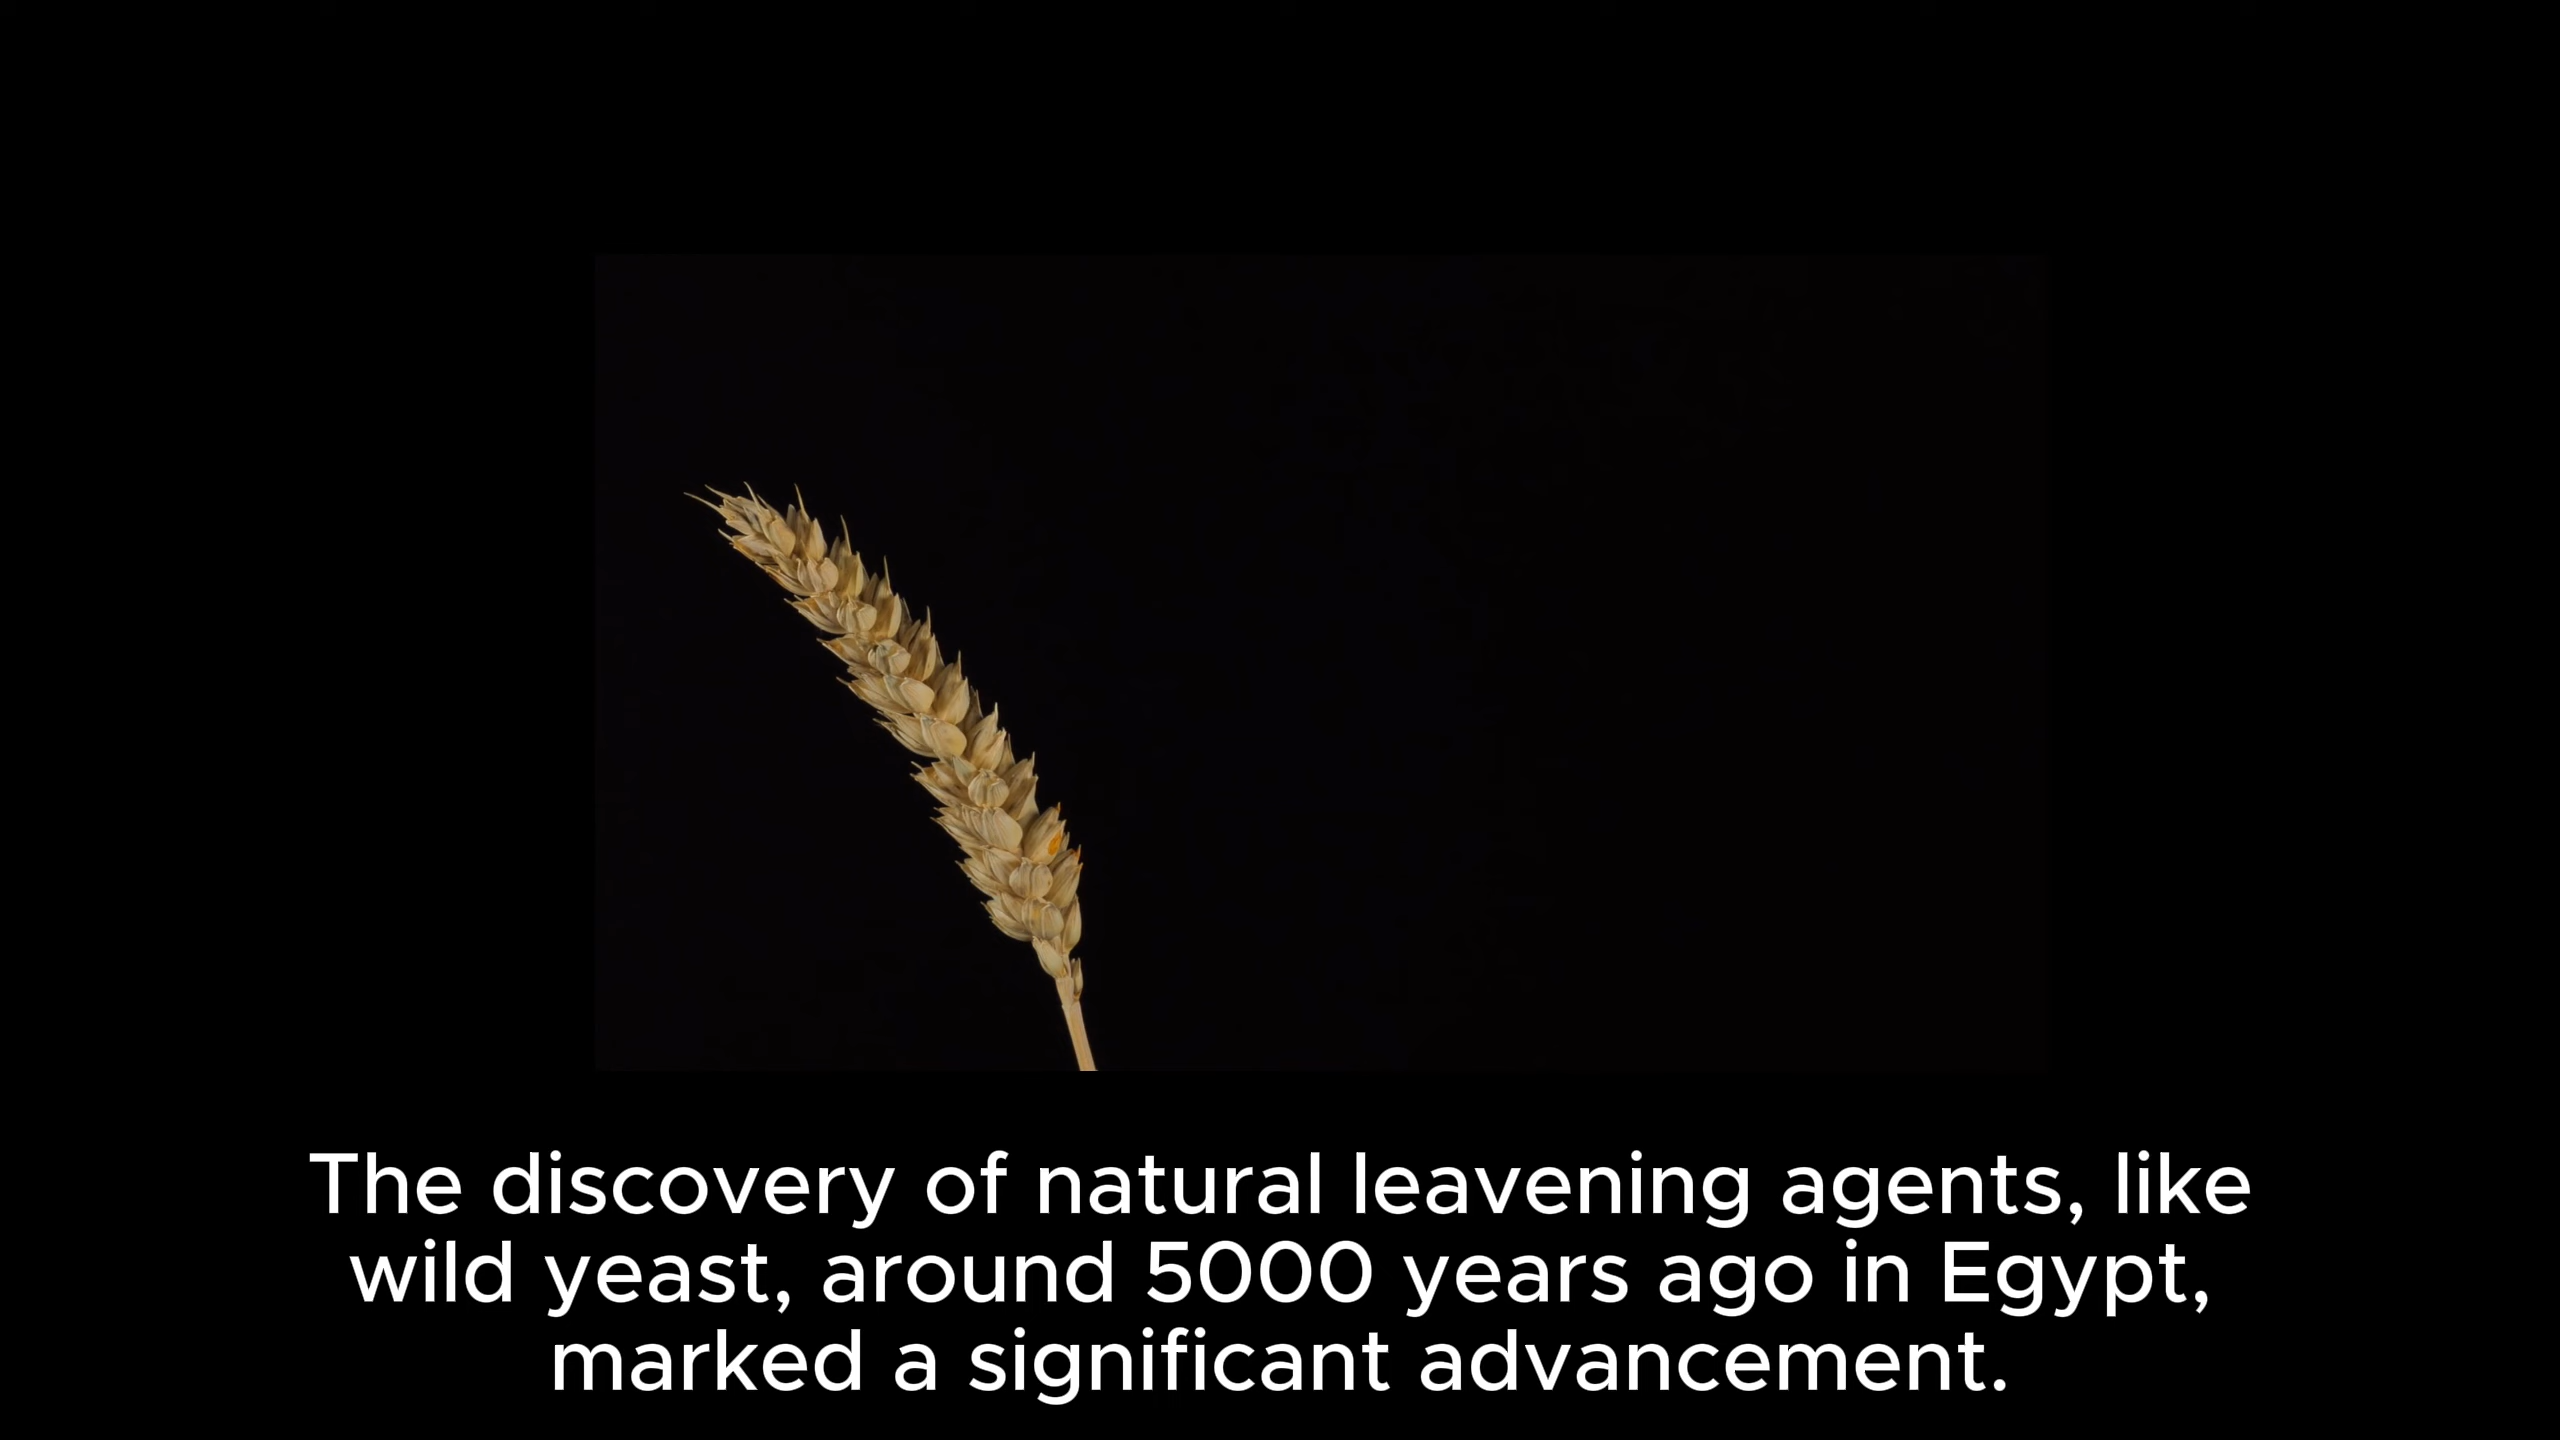 The discovery of natural leavening agents, like
wild yeast, around 5000 years ago in Egypt,
marked a significant advancement.